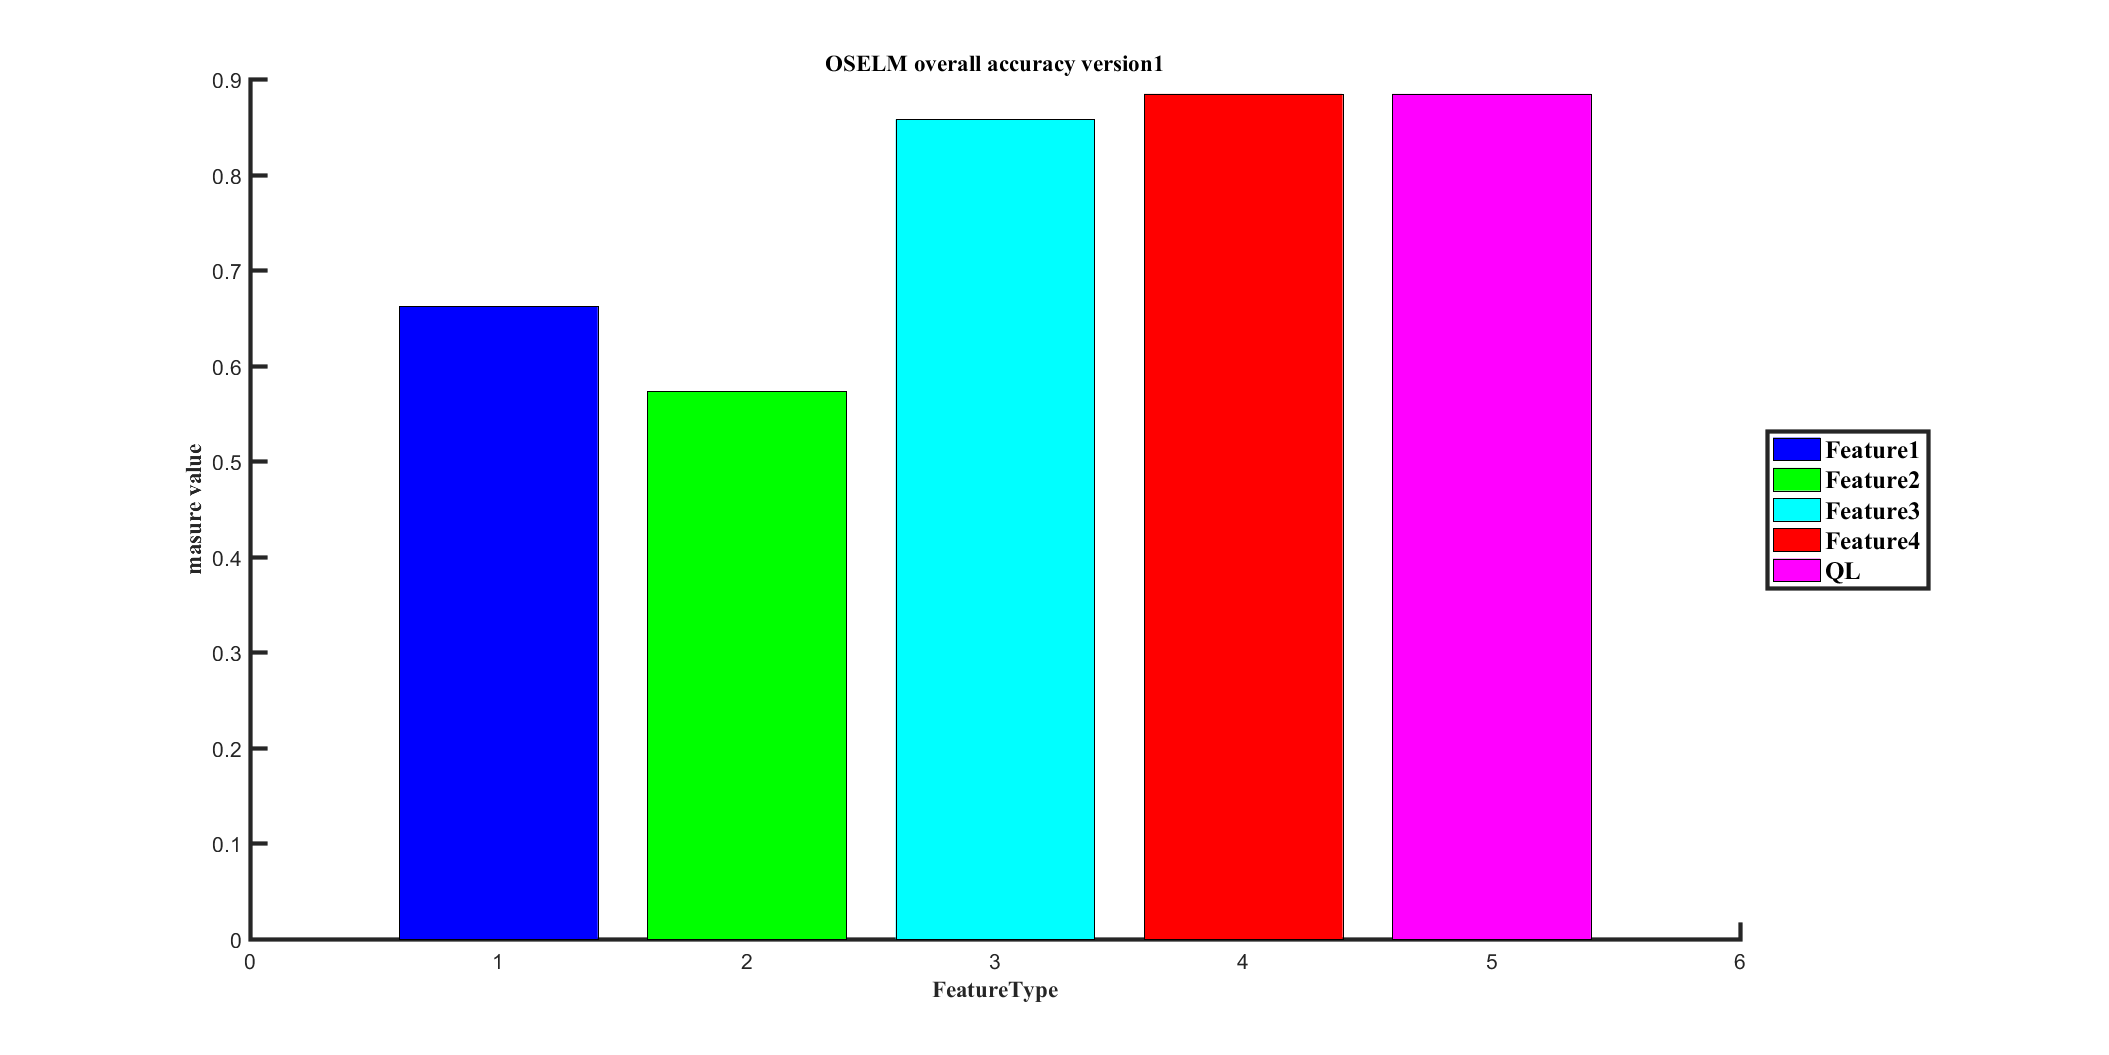 OSELM overall accuracy version1
0.9
0.8
0.7
0.6
0.5
0.4
0.3
0.2
0.1
0
masure value
0 1 2 3 4 5 6
FeatureType
Feature1
Feature2
Feature3
Feature4
QL